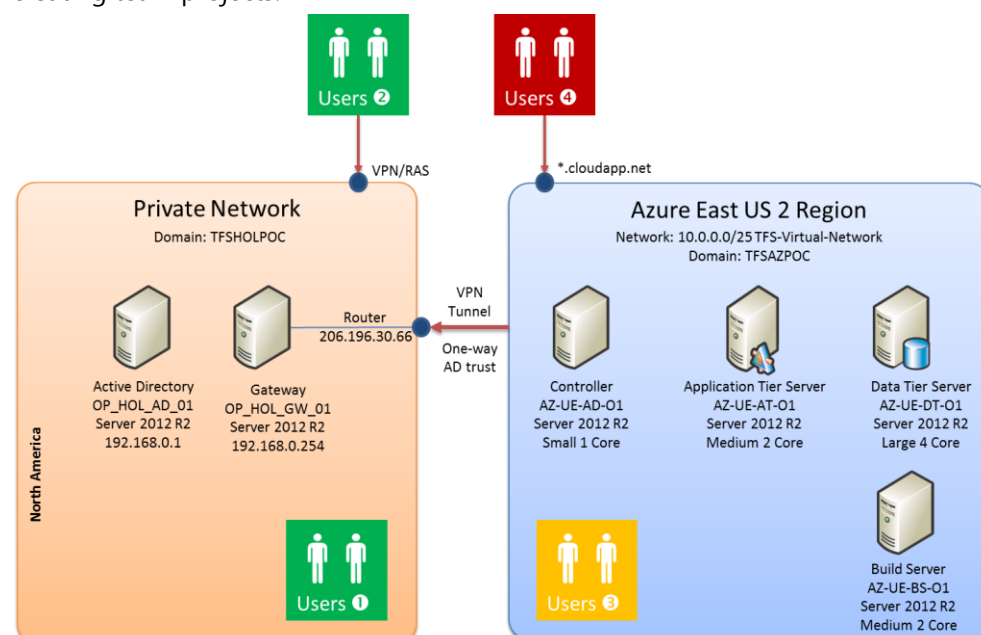 Users ❷
Users ❹
VPN/RAS
*.cloudapp.net
Private Network
Domain: TFSHOLPOC
Azure East US 2 Region
Network: 10.0.0.0/25 TFS-Virtual-Network
Domain: TFSAZPOC
VPN
Tunnel
Router
206.196.30.66
One-way
AD trust
Active Directory
OP_HOL_AD_01
Server 2012 R2
192.168.0.1
Gateway
OP_HOL_GW_01
Server 2012 R2
192.168.0.254
Controller
AZ-UE-AD-O1
Server 2012 R2
Small 1 Core
Application Tier Server
AZ-UE-AT-O1
Server 2012 R2
Medium 2 Core
Data Tier Server
AZ-UE-DT-O1
Server 2012 R2
Large 4 Core
North America
Users ❶
Users ❸
Build Server
AZ-UE-BS-O1
Server 2012 R2
Medium 2 Core